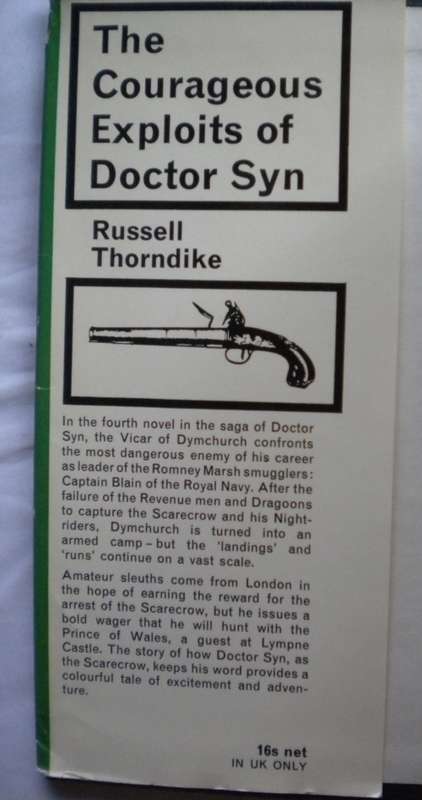 The
Courageous
Exploits of
Doctor Syn
Russell
Thorndike
In the fourth novel in the saga of Doctor
Syn, the Vicar of Dymchurch confronts
the most dangerous enemy of his career
as leader of the Romney Marsh smugglers:
Captain Blain of the Royal Navy. After the
failure of the Revenue men and Dragoons
to capture the Scarecrow and his Night-
riders, Dymchurch is turned into an
armed camp – but the 'landings' and
'runs' continue on a vast scale.
Amateur sleuths come from London in
the hope of earning the reward for the
arrest of the Scarecrow, but he issues a
bold wager that he will hunt with the
Prince of Wales, a guest at Lympne
Castle. The story of how Doctor Syn, as
the Scarecrow, keeps his word provides a
colourful tale of excitement and adven-
ture.
16s net
IN UK ONLY